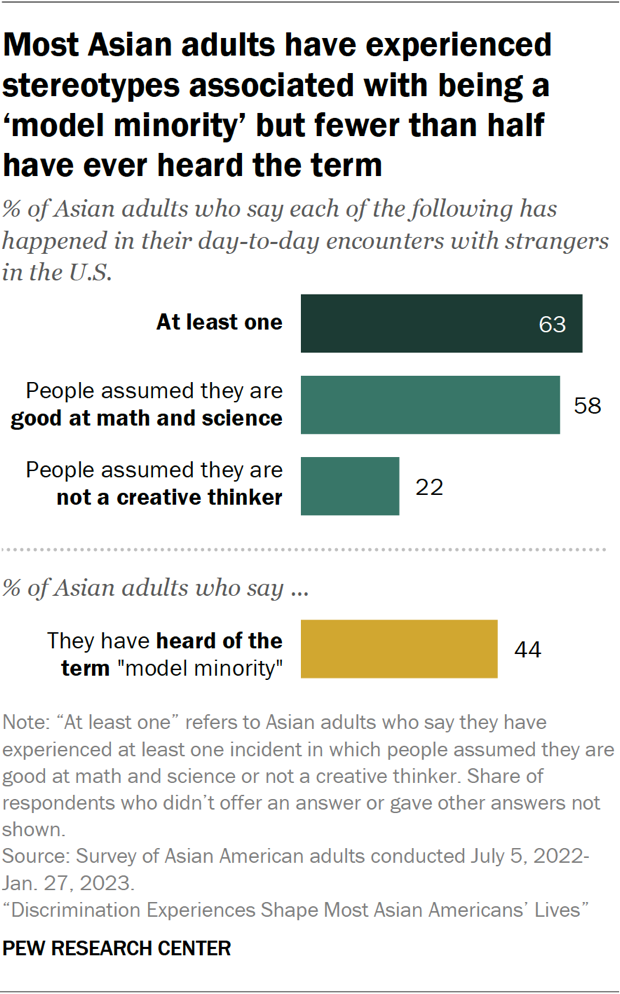 Most Asian adults have experienced
stereotypes associated with being a
‘model minority’ but fewer than half
have ever heard the term
% of Asian adults who say each of the following has
happened in their day-to-day encounters with strangers
in the U.S.
At least one 63
People assumed they are
good at math and science 58
People assumed they are
not a creative thinker 22
% of Asian adults who say ...
They have heard of the
term "model minority" 44
Note: “At least one” refers to Asian adults who say they have
experienced at least one incident in which people assumed they are
good at math and science or not a creative thinker. Share of
respondents who didn’t offer an answer or gave other answers not
shown.
Source: Survey of Asian American adults conducted July 5, 2022-
Jan. 27, 2023.
“Discrimination Experiences Shape Most Asian Americans’ Lives”
PEW RESEARCH CENTER